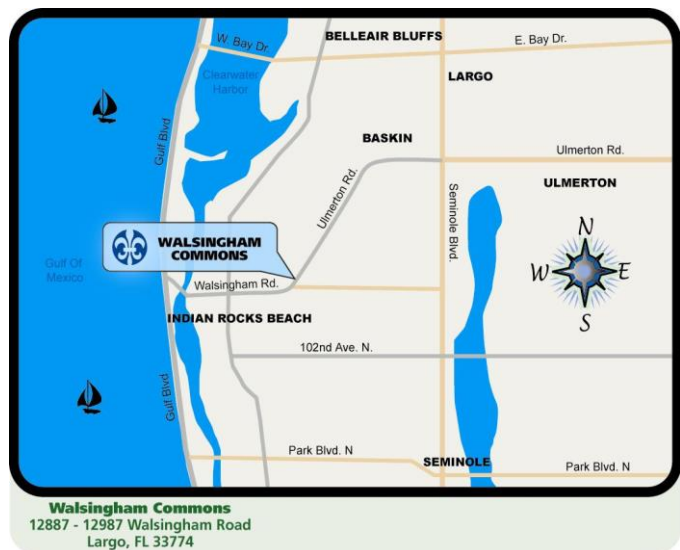 BELLEAIR BLUFFS
W. Bay Dr.
E. Bay Dr.
Clearwater
Harbor
LARGO
Gulf Blvd
BASKIN
Ulmerton Rd.
Ulmerton Rd.
Seminole Blvd.
ULMERTON
WALSINGHAM
COMMONS
Gulf Of
Mexico
N
W
E
S
Walsingham Rd.
INDIAN ROCKS BEACH
102nd Ave. N.
Gulf Blvd
Park Blvd. N
SEMINOLE
Park Blvd. N
Walsingham Commons
12887 - 12987 Walsingham Road
Largo, FL 33774